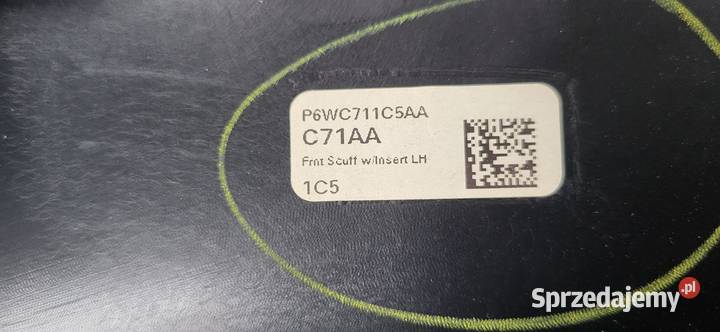 P6WC711C5AA
C71AA
Frnt Scuff w/Insert LH
1C5
Sprzedajemy.pl